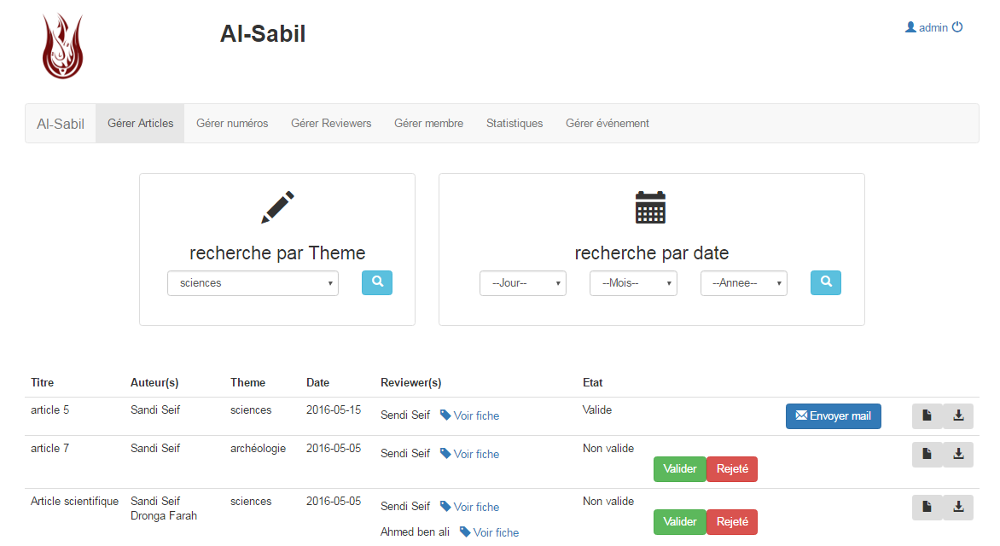 Al-Sabil
admin
Al-Sabil Gérer Articles Gérer numéros Gérer Reviewers Gérer membre Statistiques Gérer événement
recherche par Theme
sciences
recherche par date
--Jour-- --Mois-- --Annee--
Titre Auteur(s) Theme Date Reviewer(s) Etat
article 5 Sandi Seif sciences 2016-05-15 Sendi Seif Voir fiche Valide Envoyer mail
article 7 Sandi Seif archéologie 2016-05-05 Sendi Seif Voir fiche Non valide
Valider Rejeté
Article scientifique Sandi Seif sciences 2016-05-05 Sendi Seif Voir fiche Non valide
Dronga Farah
Valider Rejeté
Ahmed ben ali Voir fiche